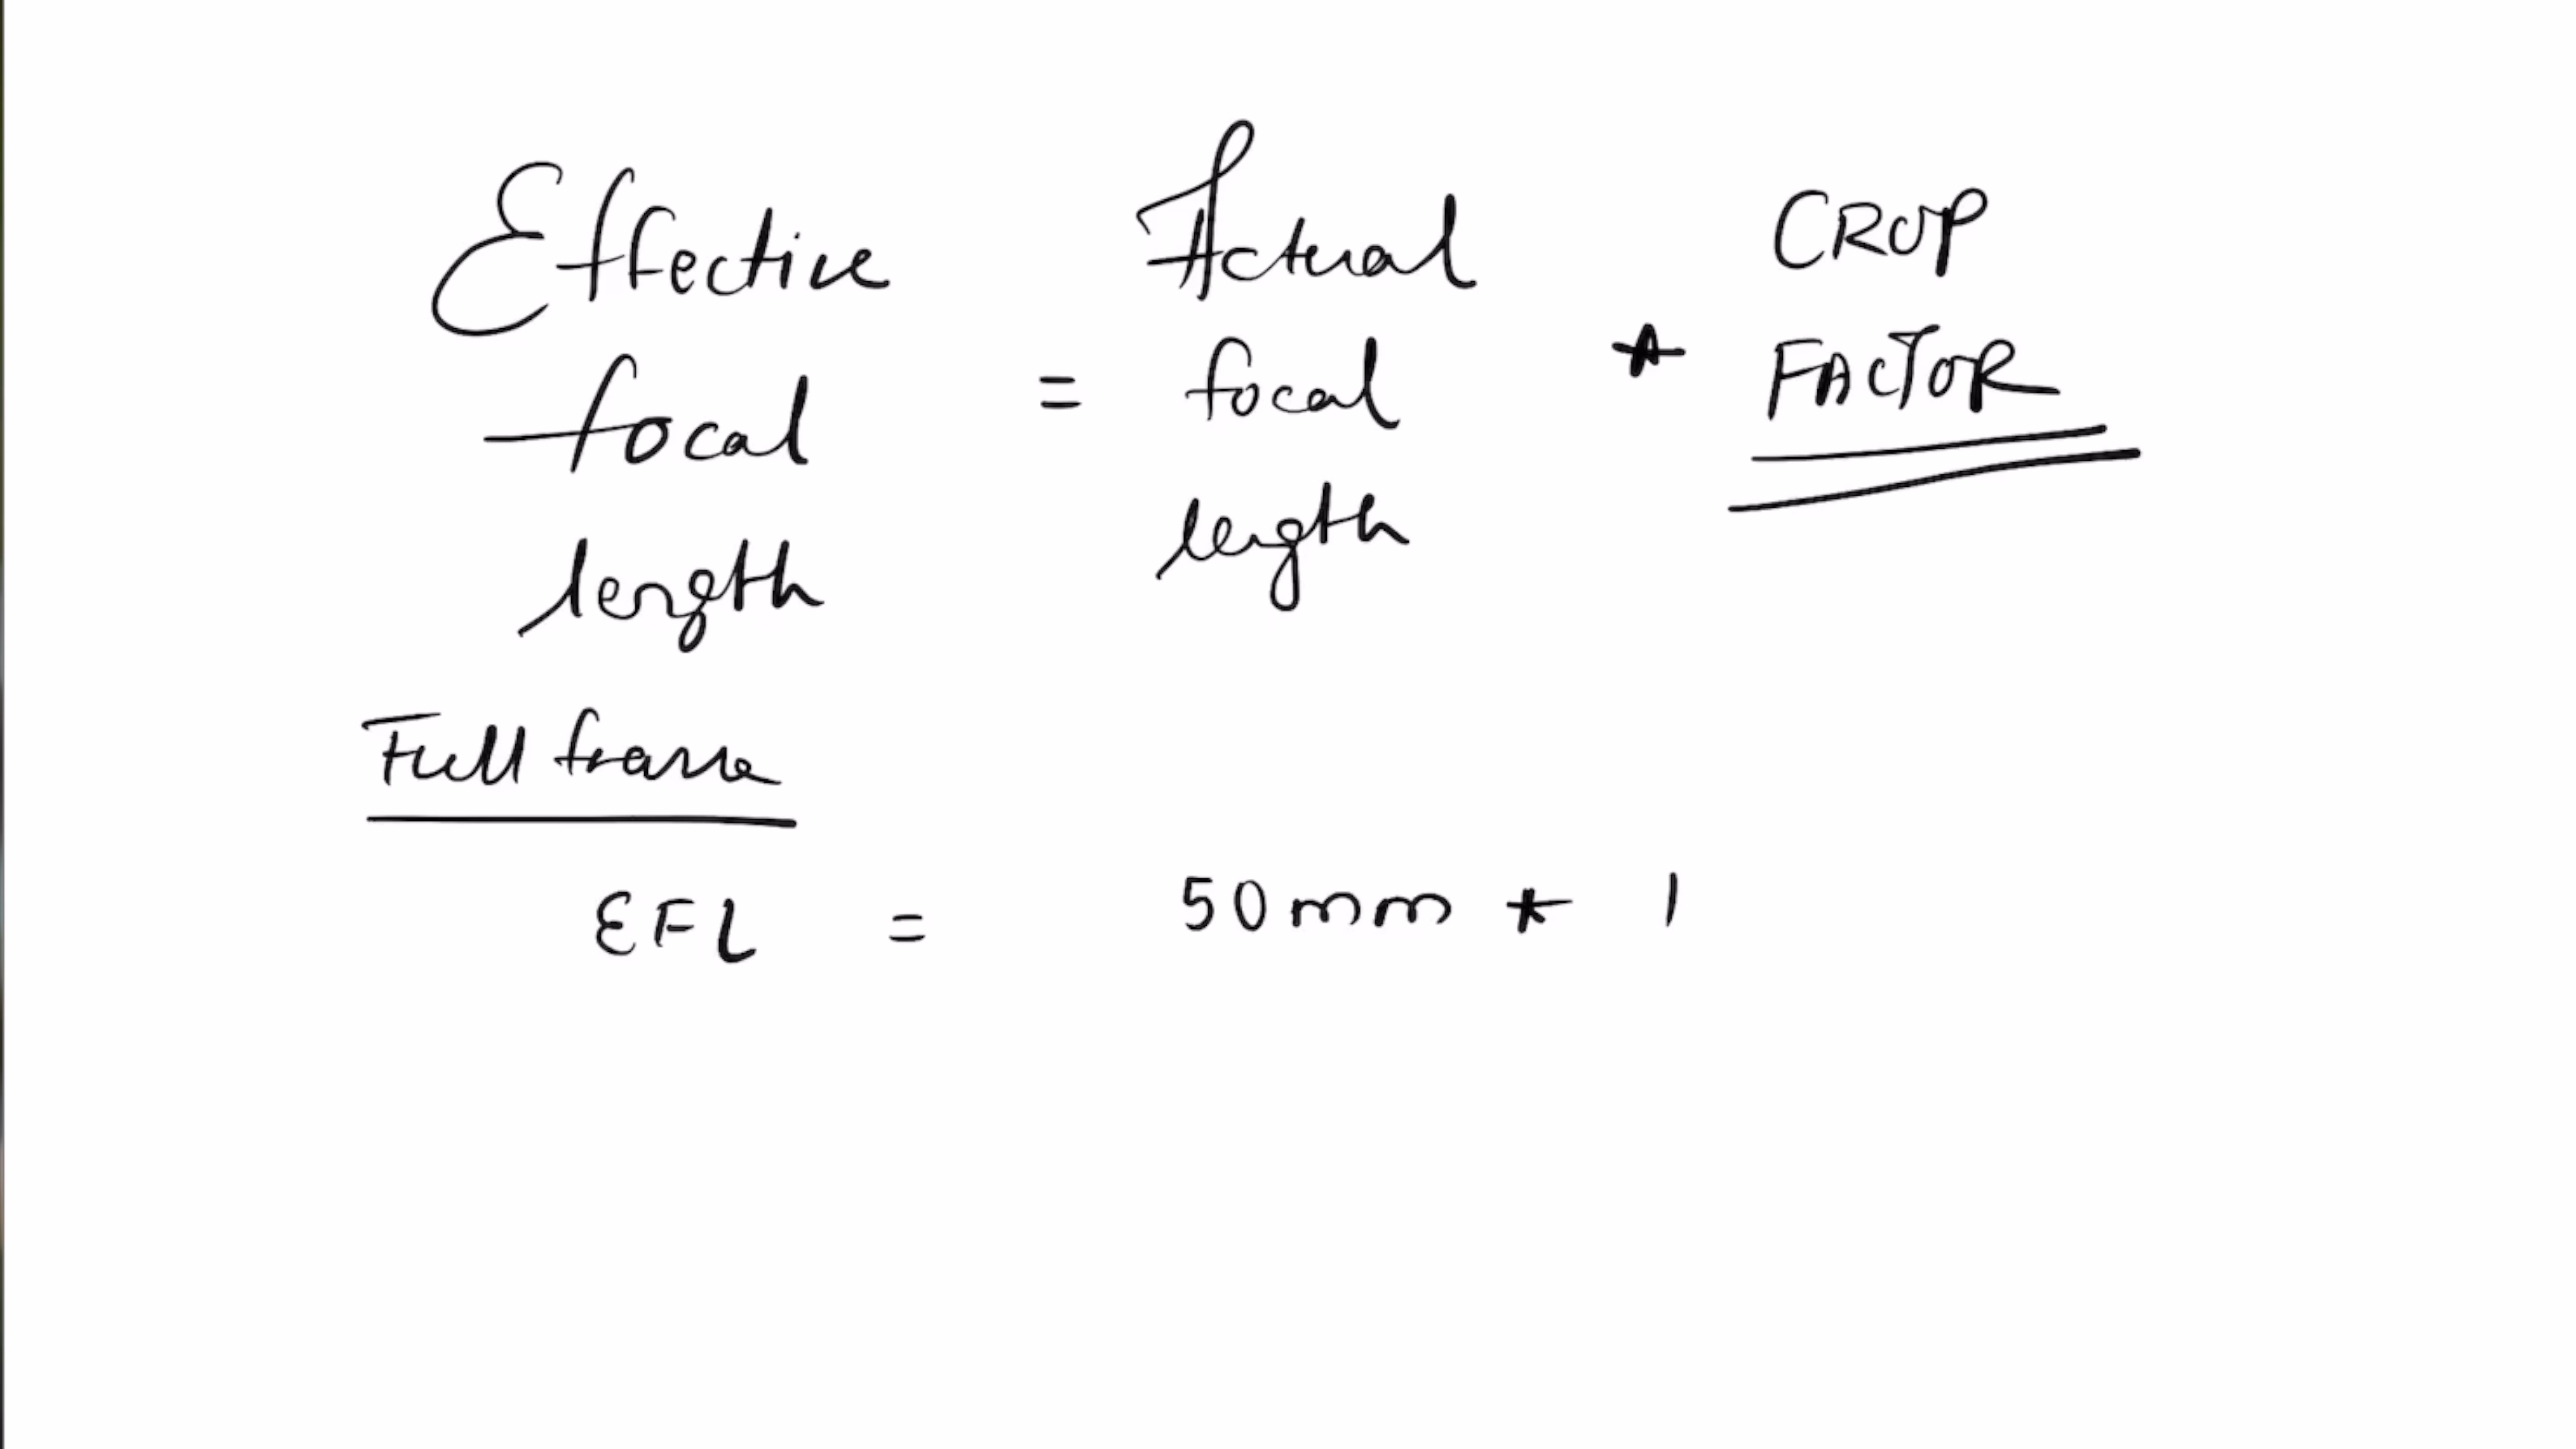 Effective Actual CROP
focal = focal * FACTOR
length length
Full frame
EFL = 50mm * 1